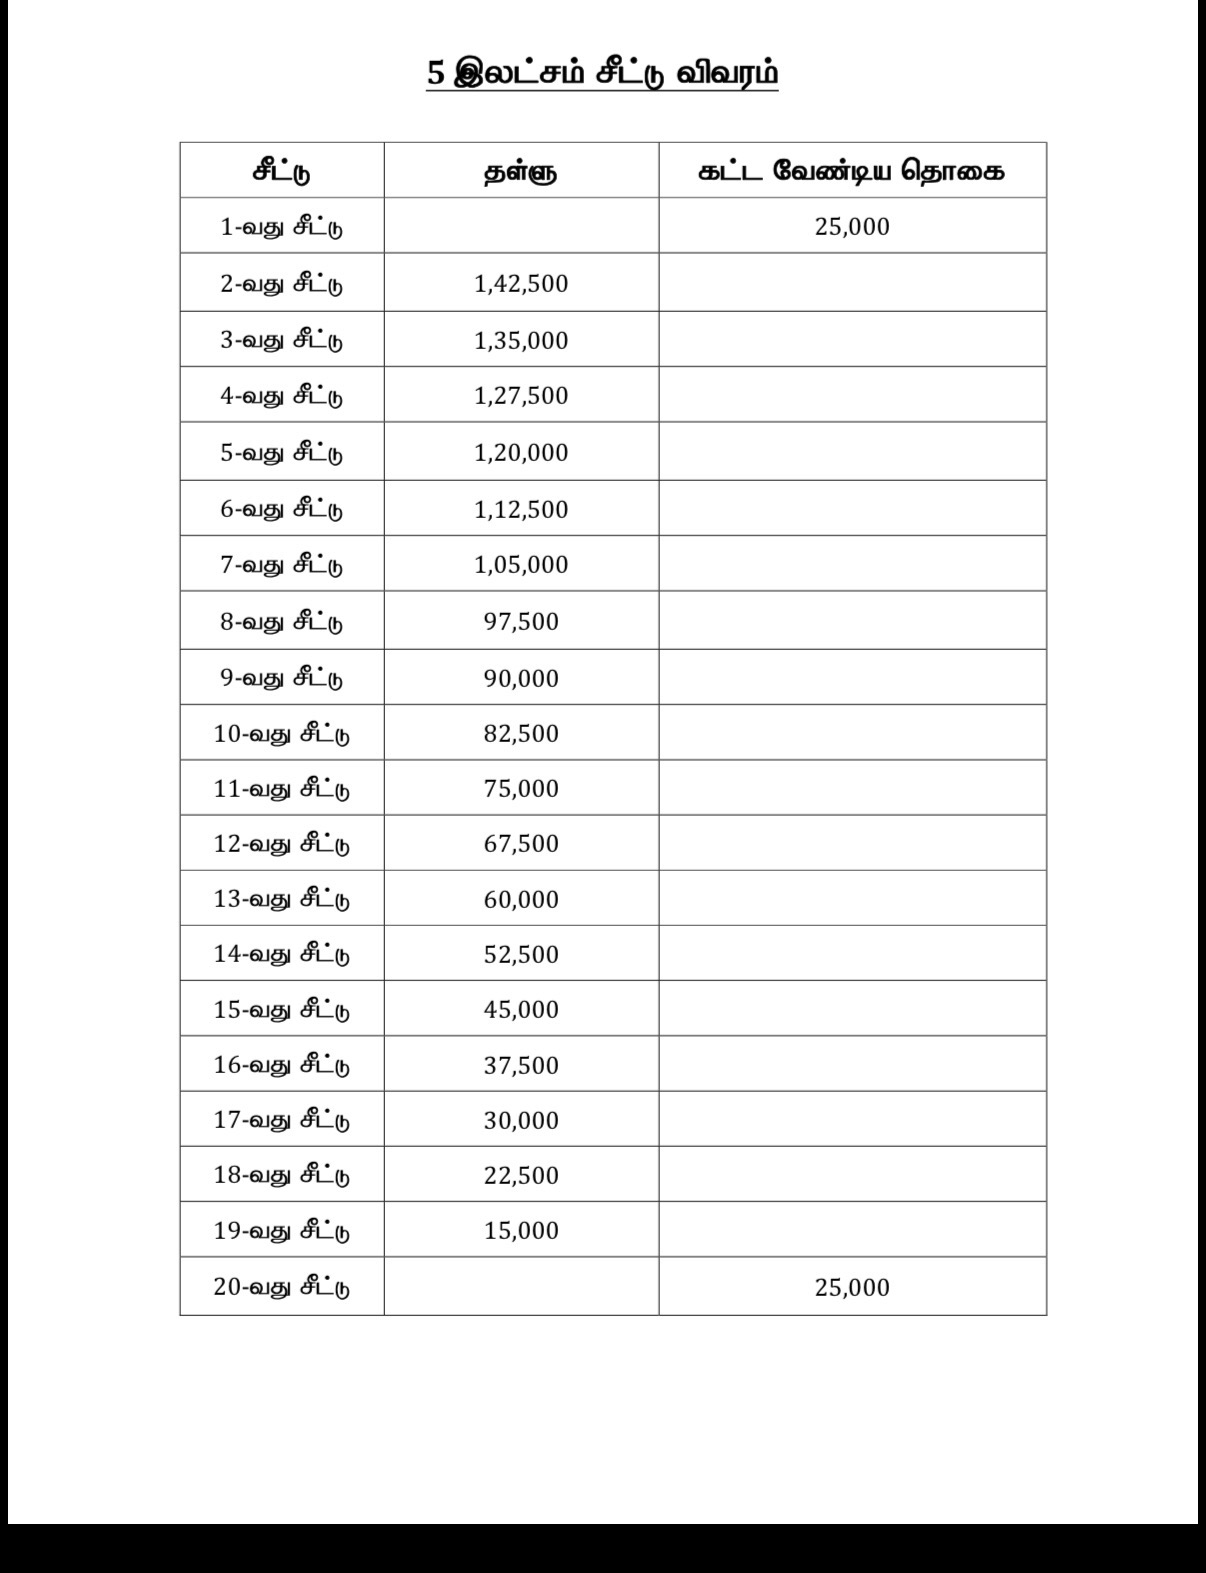 5 இலட்சம் சீட்டு விவரம்
சீட்டு தள்ளு கட்ட வேண்டிய தொகை
1-வது சீட்டு 25,000
2-வது சீட்டு 1,42,500
3-வது சீட்டு 1,35,000
4-வது சீட்டு 1,27,500
5-வது சீட்டு 1,20,000
6-வது சீட்டு 1,12,500
7-வது சீட்டு 1,05,000
8-வது சீட்டு 97,500
9-வது சீட்டு 90,000
10-வது சீட்டு 82,500
11-வது சீட்டு 75,000
12-வது சீட்டு 67,500
13-வது சீட்டு 60,000
14-வது சீட்டு 52,500
15-வது சீட்டு 45,000
16-வது சீட்டு 37,500
17-வது சீட்டு 30,000
18-வது சீட்டு 22,500
19-வது சீட்டு 15,000
20-வது சீட்டு 25,000